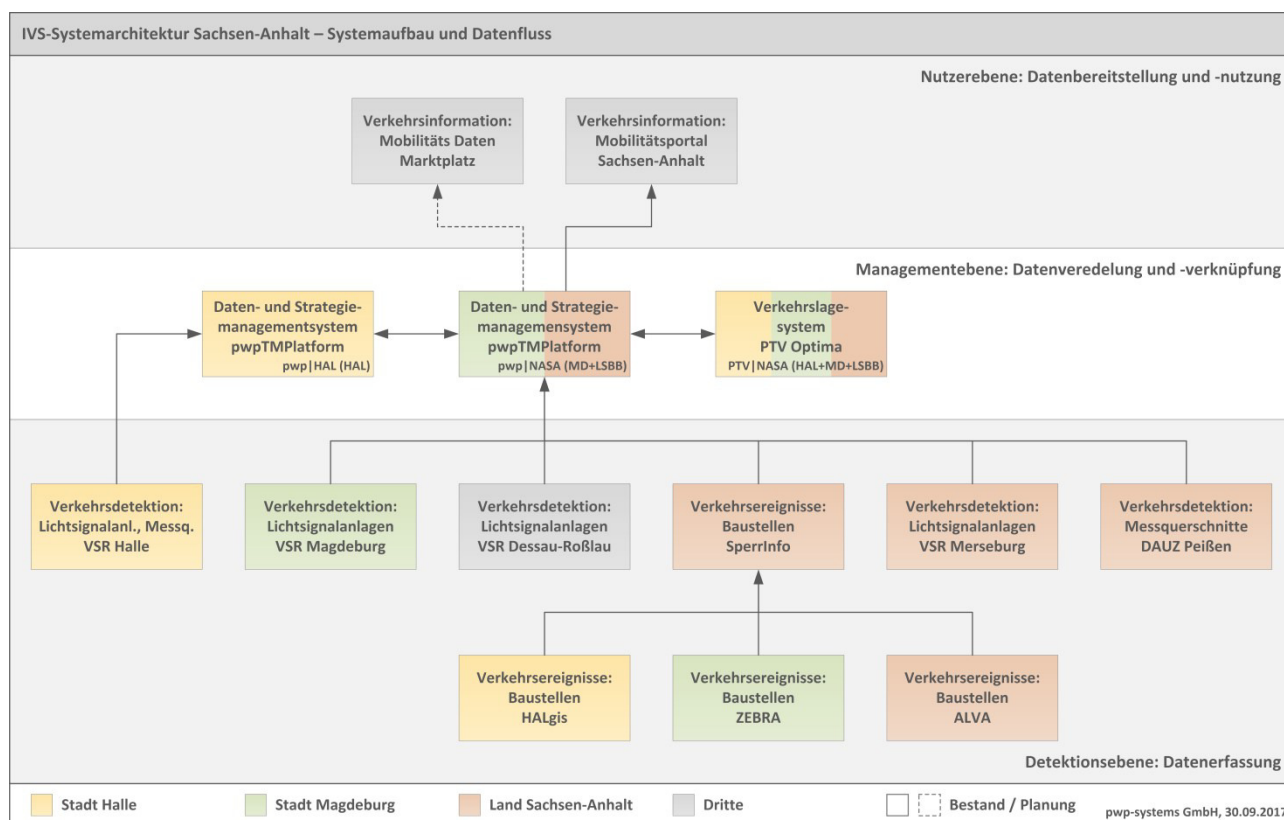 IVS-Systemarchitektur Sachsen-Anhalt – Systemaufbau und Datenfluss
Nutzerebene: Datenbereitstellung und -nutzung
Verkehrsinformation:
Mobilitäts Daten
Marktplatz
Verkehrsinformation:
Mobilitätsportal
Sachsen-Anhalt
Managementebene: Datenveredelung und -verknüpfung
Daten- und Strategie-
managementsystem
pwpTMPlatform
pwp|HAL (HAL)
Daten- und Strategie-
managemensystem
pwpTMPlatform
pwp|NASA (MD+LSBB)
Verkehrslage-
system
PTV Optima
PTV|NASA (HAL+MD+LSBB)
Verkehrsdetektion:
Lichtsignalanl., Messq.
VSR Halle
Verkehrsdetektion:
Lichtsignalanlagen
VSR Magdeburg
Verkehrsdetektion:
Lichtsignalanlagen
VSR Dessau-Roßlau
Verkehrsereignisse:
Baustellen
SperrInfo
Verkehrsdetektion:
Lichtsignalanlagen
VSR Merseburg
Verkehrsdetektion:
Messquerschnitte
DAUZ Peißen
Verkehrsereignisse:
Baustellen
HALgis
Verkehrsereignisse:
Baustellen
ZEBRA
Verkehrsereignisse:
Baustellen
ALVA
Detektionsebene: Datenerfassung
Stadt Halle
Stadt Magdeburg
Land Sachsen-Anhalt
Dritte
Bestand / Planung
pwp-systems GmbH, 30.09.2017